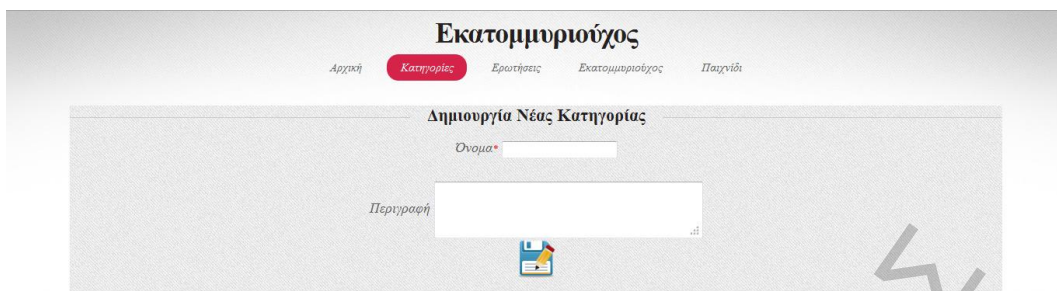 Εκατομμυριούχος
Αρχική Κατηγορίες Ερωτήσεις Εκατομμυριούχος Παιχνίδι
Δημιουργία Νέας Κατηγορίας
Όνομα*
Περιγραφή